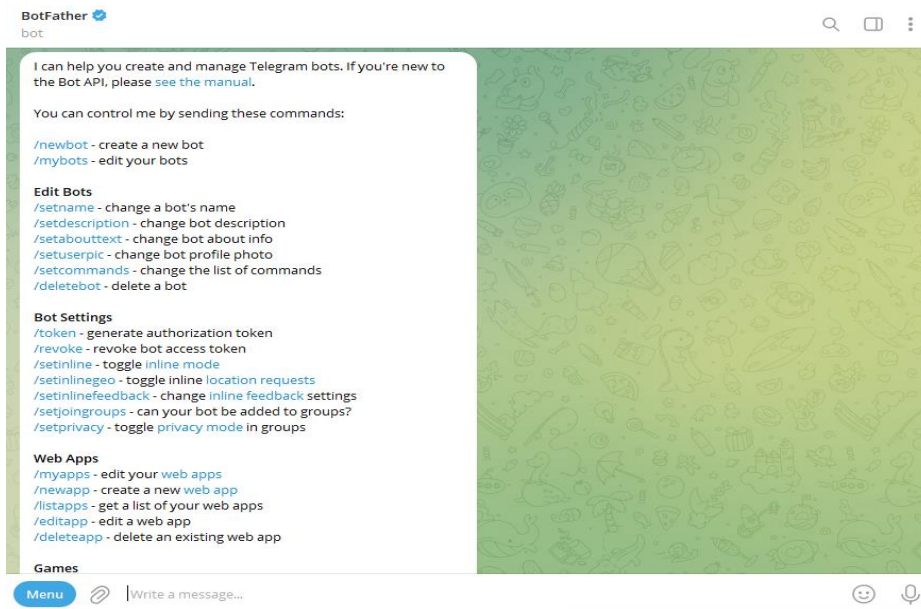 BotFather
bot
I can help you create and manage Telegram bots. If you're new to
the Bot API, please see the manual.
You can control me by sending these commands:
/newbot - create a new bot
/mybots - edit your bots
Edit Bots
/setname - change a bot's name
/setdescription - change bot description
/setabouttext - change bot about info
/setuserpic - change bot profile photo
/setcommands - change the list of commands
/deletebot - delete a bot
Bot Settings
/token - generate authorization token
/revoke - revoke bot access token
/setinline - toggle inline mode
/setinlinegeo - toggle inline location requests
/setinlinefeedback - change inline feedback settings
/setjoingroups - can your bot be added to groups?
/setprivacy - toggle privacy mode in groups
Web Apps
/myapps - edit your web apps
/newapp - create a new web app
/listapps - get a list of your web apps
/editapp - edit a web app
/deleteapp - delete an existing web app
Games
Menu
Write a message...